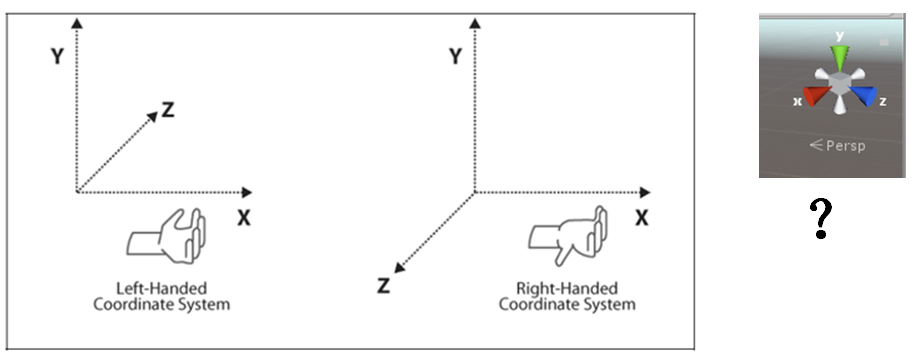 Y
Z
X
Left-Handed
Coordinate System
Y
X
Z
Right-Handed
Coordinate System
y
x
z
Persp
?